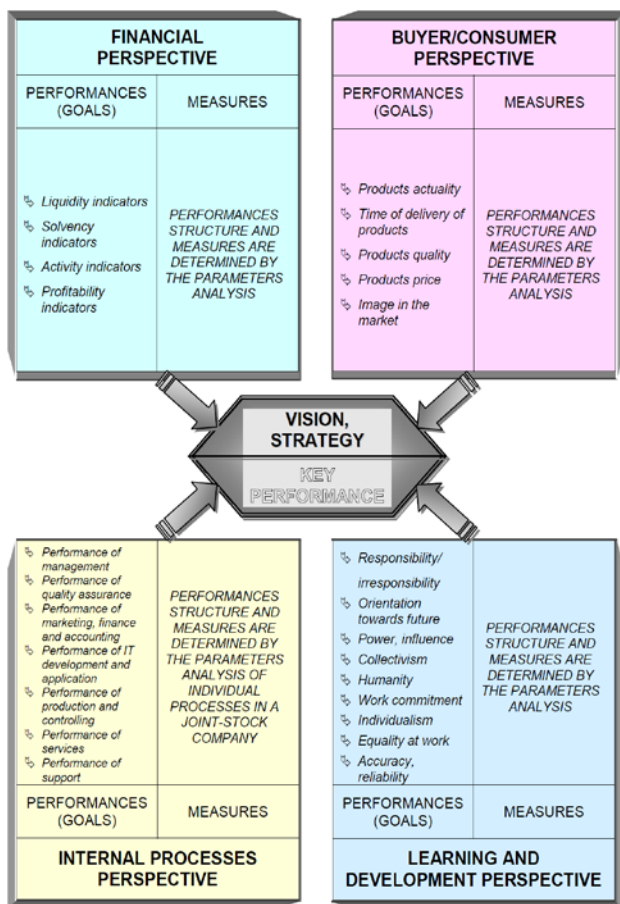 FINANCIAL
PERSPECTIVE
PERFORMANCES
(GOALS)
MEASURES
Liquidity indicators
Solvency
indicators
Activity indicators
Profitability
indicators
PERFORMANCES
STRUCTURE AND
MEASURES ARE
DETERMINED BY
THE PARAMETERS
ANALYSIS
BUYER/CONSUMER
PERSPECTIVE
PERFORMANCES
(GOALS)
MEASURES
Products actuality
Time of delivery of
products
Products quality
Products price
Image in the
market
PERFORMANCES
STRUCTURE AND
MEASURES ARE
DETERMINED BY
THE PARAMETERS
ANALYSIS
VISION,
STRATEGY
KEY
PERFORMANCE
Performance of
management
Performance of
quality assurance
Performance of
marketing, finance
and accounting
Performance of IT
development and
application
Performance of
production and
controlling
Performance of
services
Performance of
support
PERFORMANCES
STRUCTURE AND
MEASURES ARE
DETERMINED BY
THE PARAMETERS
ANALYSIS OF
INDIVIDUAL
PROCESSES IN A
JOINT-STOCK
COMPANY
PERFORMANCES
(GOALS)
MEASURES
INTERNAL PROCESSES
PERSPECTIVE
Responsibility/
irresponsibility
Orientation
towards future
Power, influence
Collectivism
Humanity
Work commitment
Individualism
Equality at work
Accuracy,
reliability
PERFORMANCES
STRUCTURE AND
MEASURES ARE
DETERMINED BY
THE PARAMETERS
ANALYSIS
PERFORMANCES
(GOALS)
MEASURES
LEARNING AND
DEVELOPMENT PERSPECTIVE